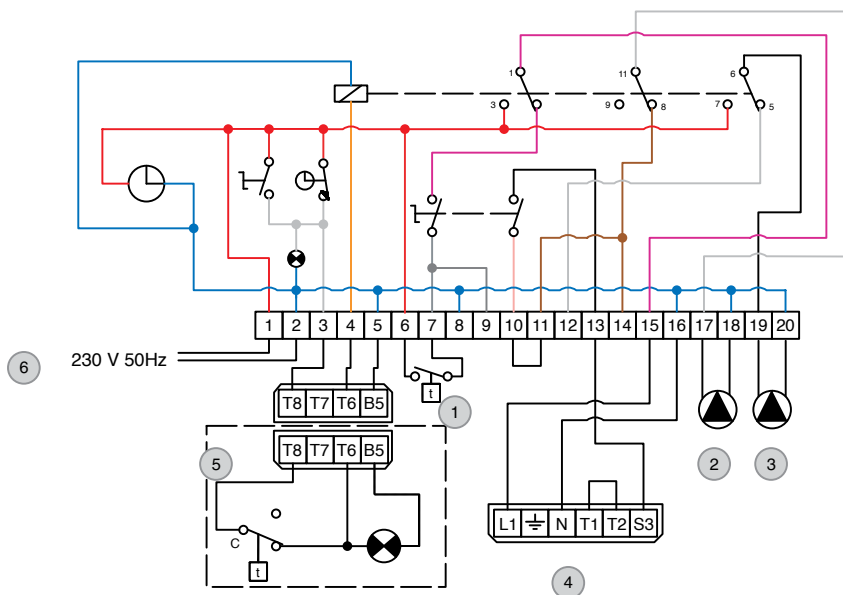 1 11 6
3 9 8 7 5
1 2 3 4 5 6 7 8 9 10 11 12 13 14 15 16 17 18 19 20
6 230 V 50Hz
t 1
T8 T7 T6 B5
2 3
5 T8 T7 T6 B5
L1 N T1 T2 S3
C
t
4